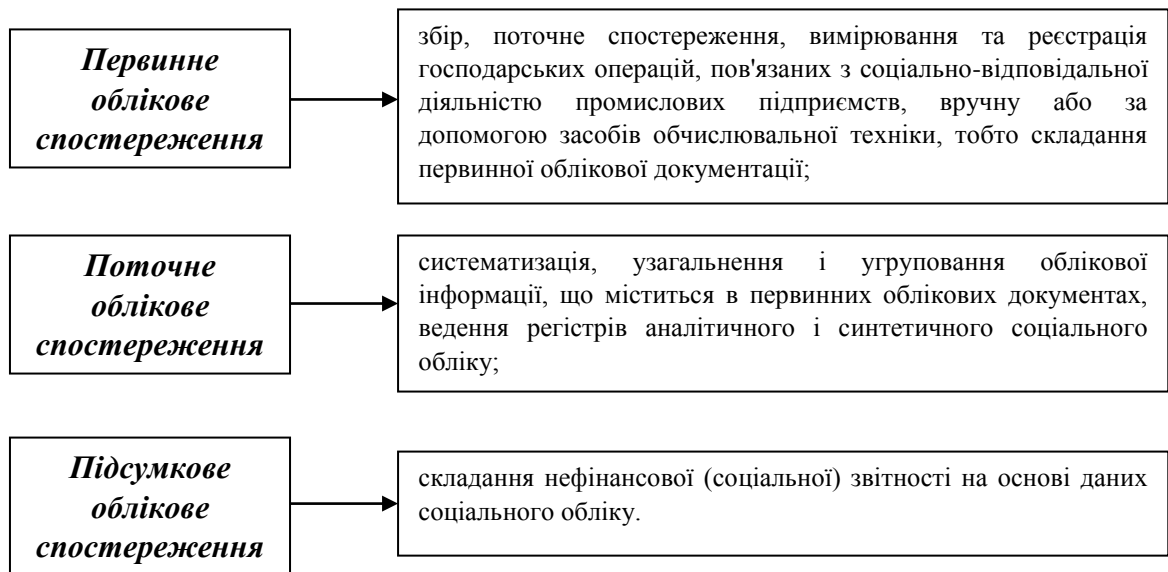 Первинне
облікове
спостереження
збір, поточне спостереження, вимірювання та реєстрація
господарських операцій, пов'язаних з соціально-відповідальної
діяльністю промислових підприємств, вручну або за
допомогою засобів обчислювальної техніки, тобто складання
первинної облікової документації;
Поточне
облікове
спостереження
систематизація, узагальнення і угруповання облікової
інформації, що міститься в первинних облікових документах,
ведення регістрів аналітичного і синтетичного соціального
обліку;
Підсумкове
облікове
спостереження
складання нефінансової (соціальної) звітності на основі даних
соціального обліку.